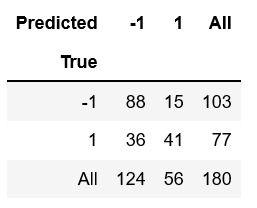 Predicted -1 1 All
True
-1 88 15 103
1 36 41 77
All 124 56 180